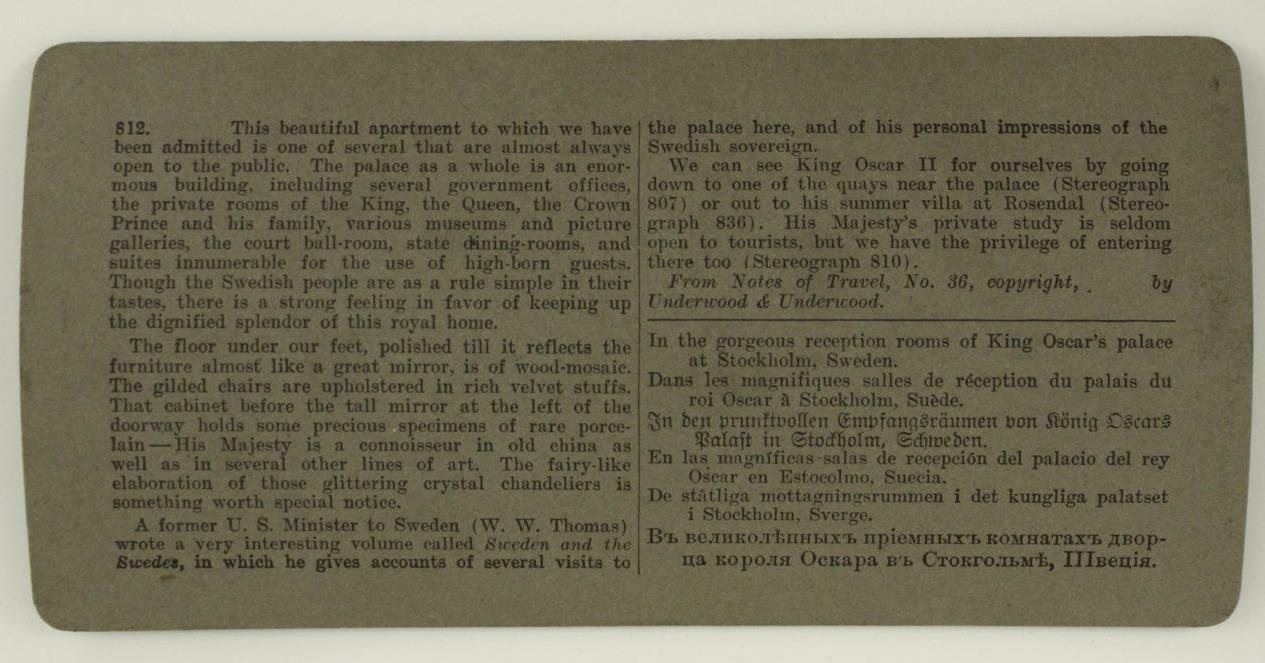 812. This beautiful apartment to which we have
been admitted is one of several that are almost always
open to the public. The palace as a whole is an enor-
mous building, including several government offices,
the private rooms of the King, the Queen, the Crown
Prince and his family, various museums and picture
galleries, the court ball-room, state dining-rooms, and
suites innumerable for the use of high-born guests.
Though the Swedish people are as a rule simple in their
tastes, there is a strong feeling in favor of keeping up
the dignified splendor of this royal home.
The floor under our feet, polished till it reflects the
furniture almost like a great mirror, is of wood-mosaic.
The gilded chairs are upholstered in rich velvet stuffs.
That cabinet before the tall mirror at the left of the
doorway holds some precious specimens of rare porce-
lain — His Majesty is a connoisseur in old china as
well as in several other lines of art. The fairy-like
elaboration of those glittering crystal chandeliers is
something worth special notice.
A former U. S. Minister to Sweden (W. W. Thomas)
wrote a very interesting volume called Sweden and the
Swedes, in which he gives accounts of several visits to
the palace here, and of his personal impressions of the
Swedish sovereign.
We can see King Oscar II for ourselves by going
down to one of the quays near the palace (Stereograph
807) or out to his summer villa at Rosendal (Stereo-
graph 836). His Majesty's private study is seldom
open to tourists, but we have the privilege of entering
there too (Stereograph 810).
From Notes of Travel, No. 36, copyright, by
Underwood & Underwood.
In the gorgeous reception rooms of King Oscar's palace
at Stockholm, Sweden.
Dans les magnifiques salles de réception du palais du
roi Oscar à Stockholm, Suède.
In den prunktvollen Empfangsräumen von König Oscars
Palast in Stockholm, Schweden.
En las magníficas salas de recepción del palacio del rey
Oscar en Estocolmo, Suecia.
De ståtliga mottagningsrummen i det kungliga palatset
i Stockholm, Sverge.
Въ великолѣпныхъ пріемныхъ комнатахъ двор-
ца короля Оскара въ Стокгольмѣ, Швеція.